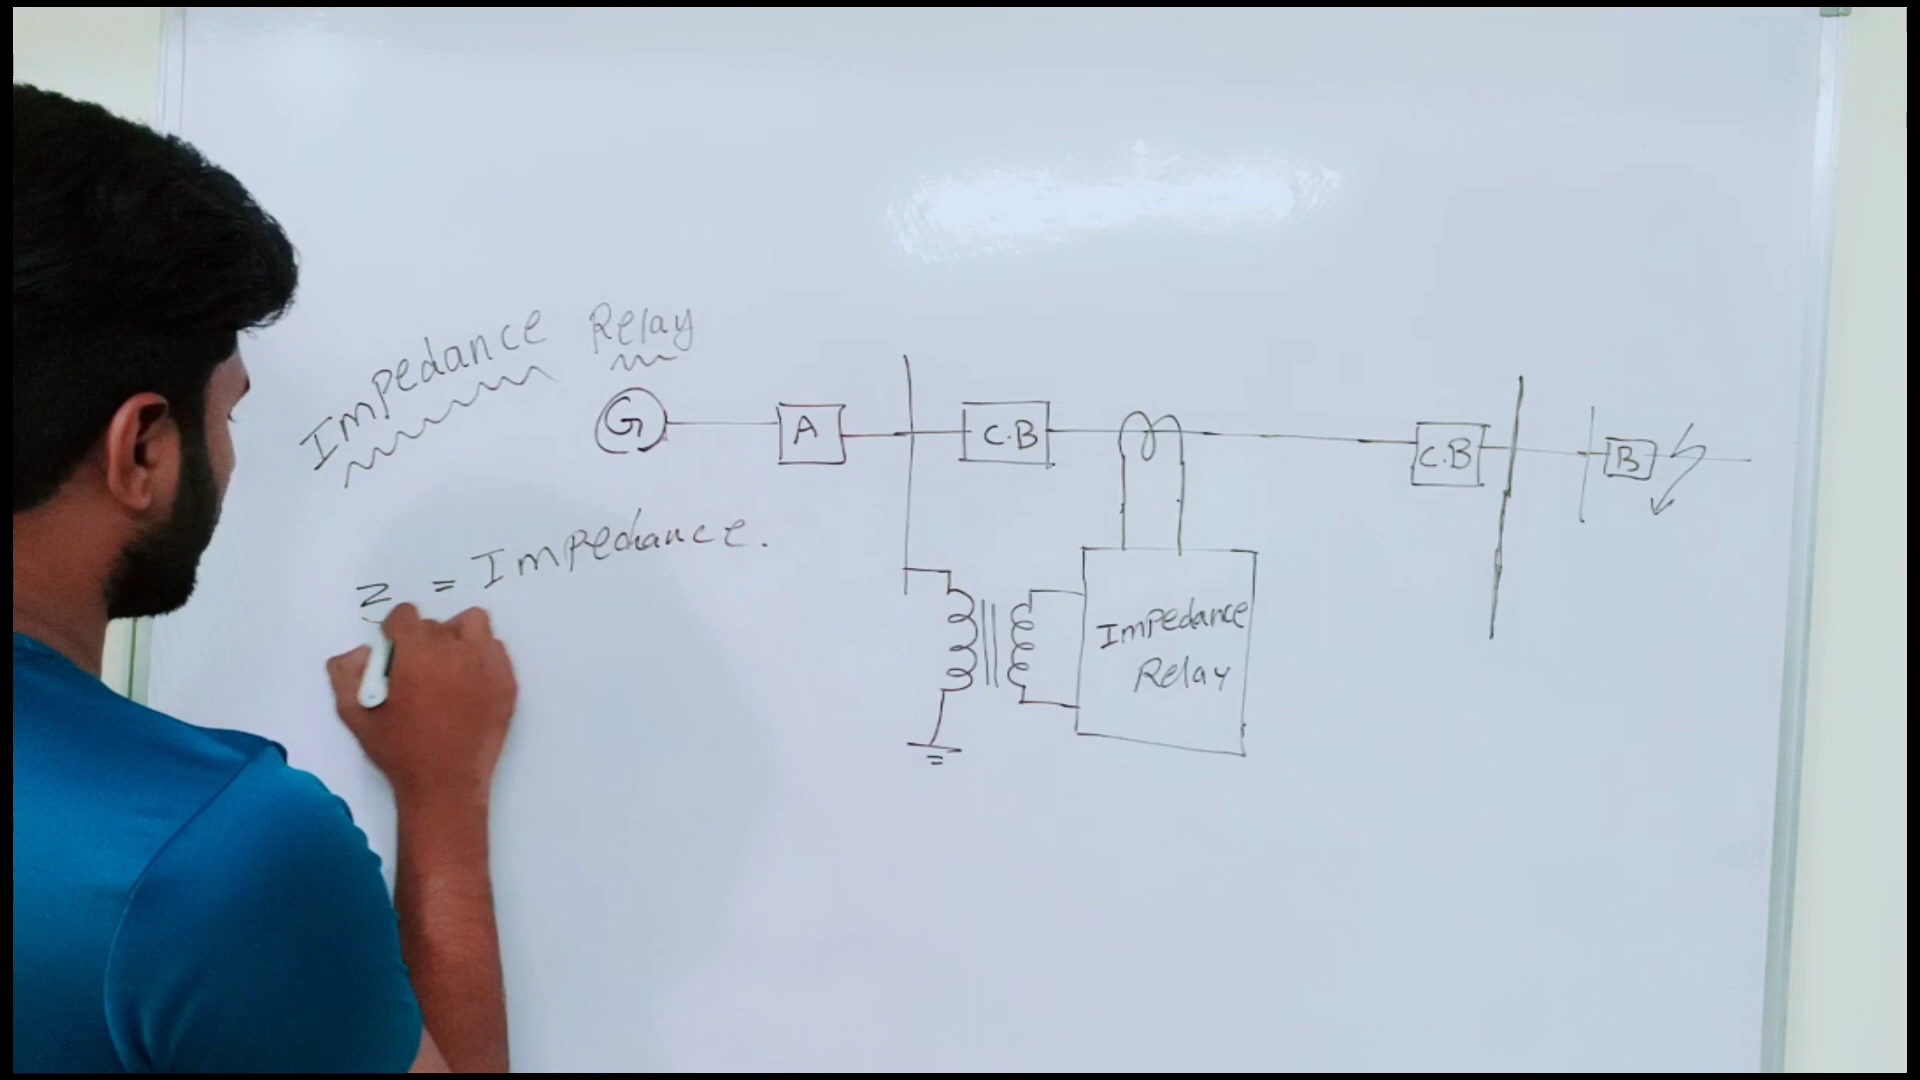 Impedance Relay
G
A
C.B
C.B
B
Z = Impedance.
Impedance
Relay